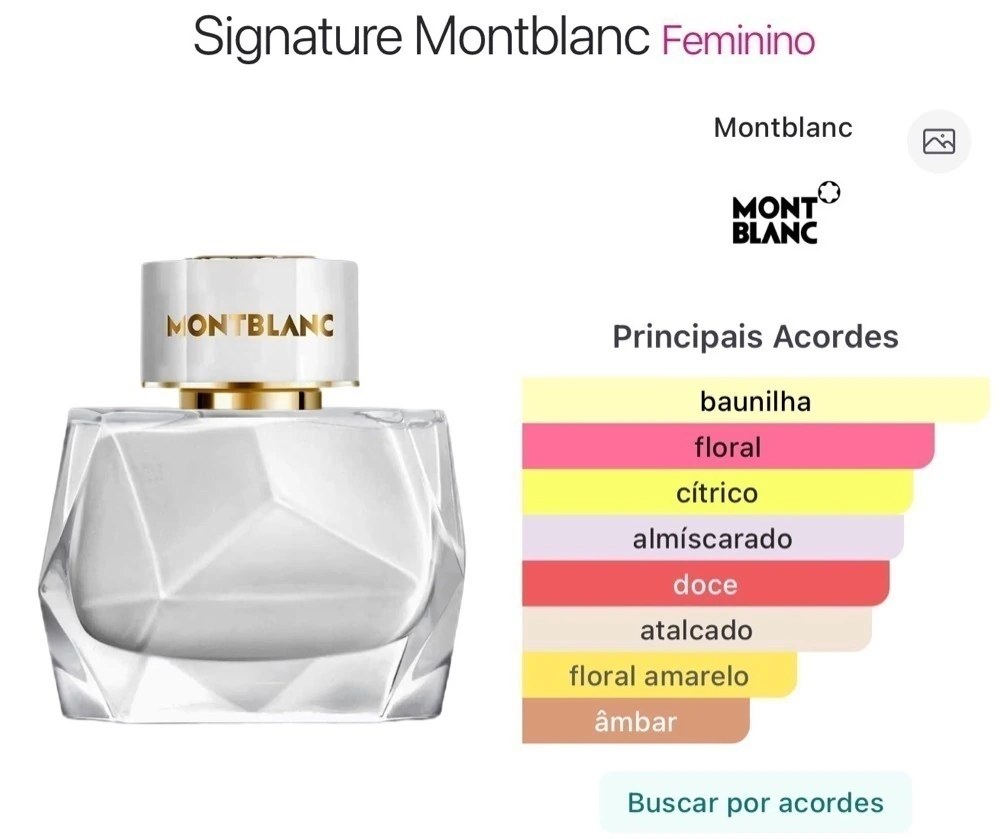 Signature Montblanc Feminino
Montblanc
MONT
BLANC
MONTBLANC
Principais Acordes
baunilha
floral
cítrico
almíscarado
doce
atalcado
floral amarelo
âmbar
Buscar por acordes